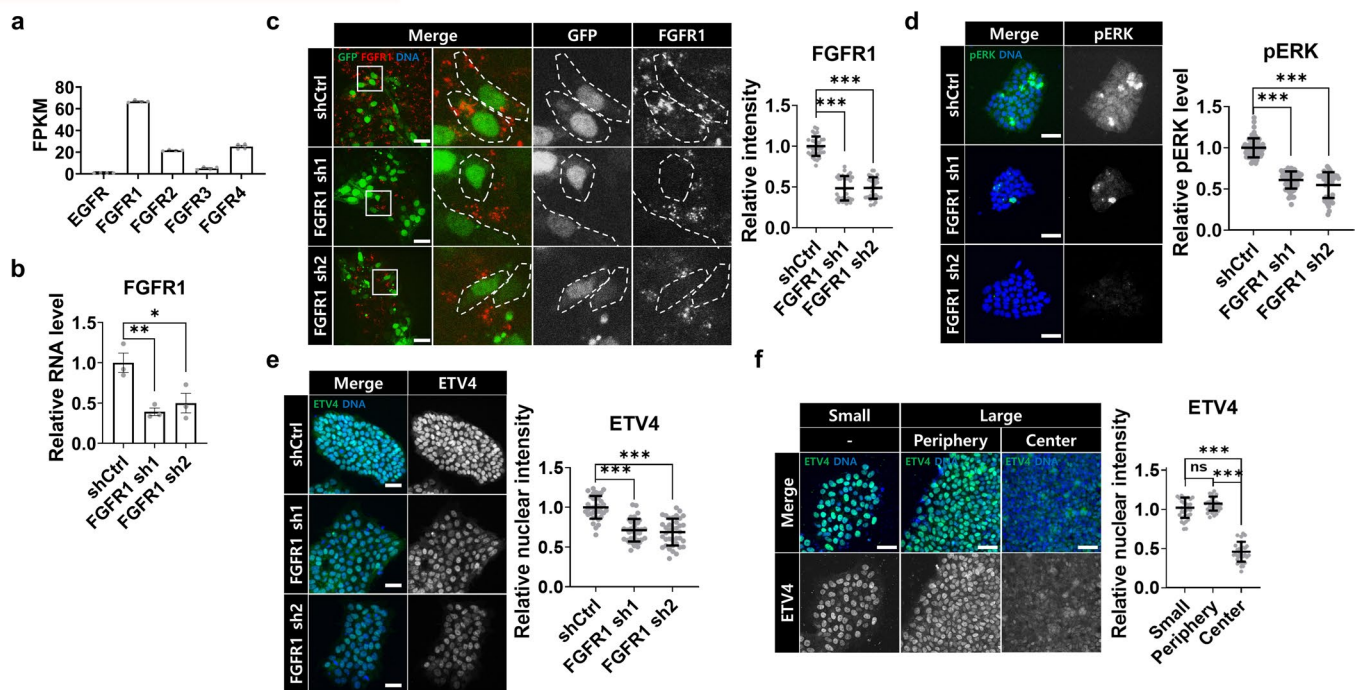 a
FPKM
80
60
40
20
0
EGFR
FGFR1
FGFR2
FGFR3
FGFR4
b
FGFR1
Relative RNA level
1.5
1.0
0.5
0.0
**
*
shCtrl
FGFR1 sh1
FGFR1 sh2
c
Merge
GFP
FGFR1
GFP FGFR1 DNA
shCtrl
FGFR1 sh1
FGFR1 sh2
FGFR1
Relative intensity
1.5
1.0
0.5
0.0
***
***
shCtrl
FGFR1 sh1
FGFR1 sh2
d
Merge
pERK
pERK DNA
shCtrl
FGFR1 sh1
FGFR1 sh2
pERK
Relative pERK level
2.0
1.5
1.0
0.5
0.0
***
***
shCtrl
FGFR1 sh1
FGFR1 sh2
e
Merge
ETV4
ETV4 DNA
shCtrl
FGFR1 sh1
FGFR1 sh2
ETV4
Relative nuclear intensity
1.5
1.0
0.5
0.0
***
***
shCtrl
FGFR1 sh1
FGFR1 sh2
f
Small
Large
-
Periphery
Center
ETV4 DNA
ETV4 DNA
ETV4 DNA
Merge
ETV4
ETV4
Relative nuclear intensity
1.5
1.0
0.5
0.0
***
ns
***
Small
Periphery
Center